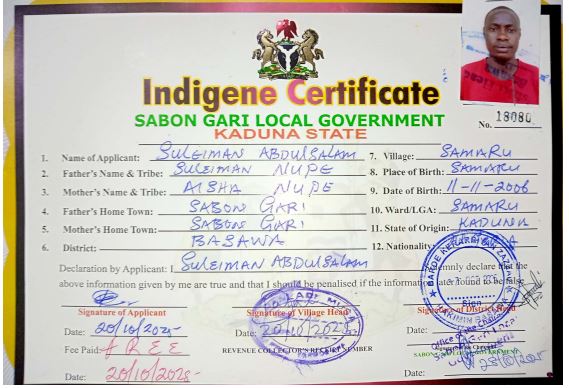 Indigene Certificate
SABON GARI LOCAL GOVERNMENT
KADUNA STATE
No. 18080
1. Name of Applicant: SULEIMAN ABDULSALAM 7. Village: SAMARU
2. Father's Name & Tribe: SULEIMAN NUPE 8. Place of Birth: SAMARU
3. Mother's Name & Tribe: AISHA NUPE 9. Date of Birth: 11-11-2006
4. Father's Home Town: SABON GARI 10. Ward/LGA: SAMARU
5. Mother's Home Town: SABON GARI 11. State of Origin: KADUNA
6. District: BASAWA 12. Nationality:
Declaration by Applicant: I SULEIMAN ABDULSALAM solemnly declare that the
above information given by me are true and that I should be penalised if the information later found to be false
Signature of Applicant Signature of Village Head Signature of District Head
Date: 20/10/2025 Date: 20/10/2025 Sign
Fee Paid: FREE REVENUE COLLECTOR'S RECEIPT NUMBER SABON GARI LOCAL GOVERNMENT
Date: 20/10/2025